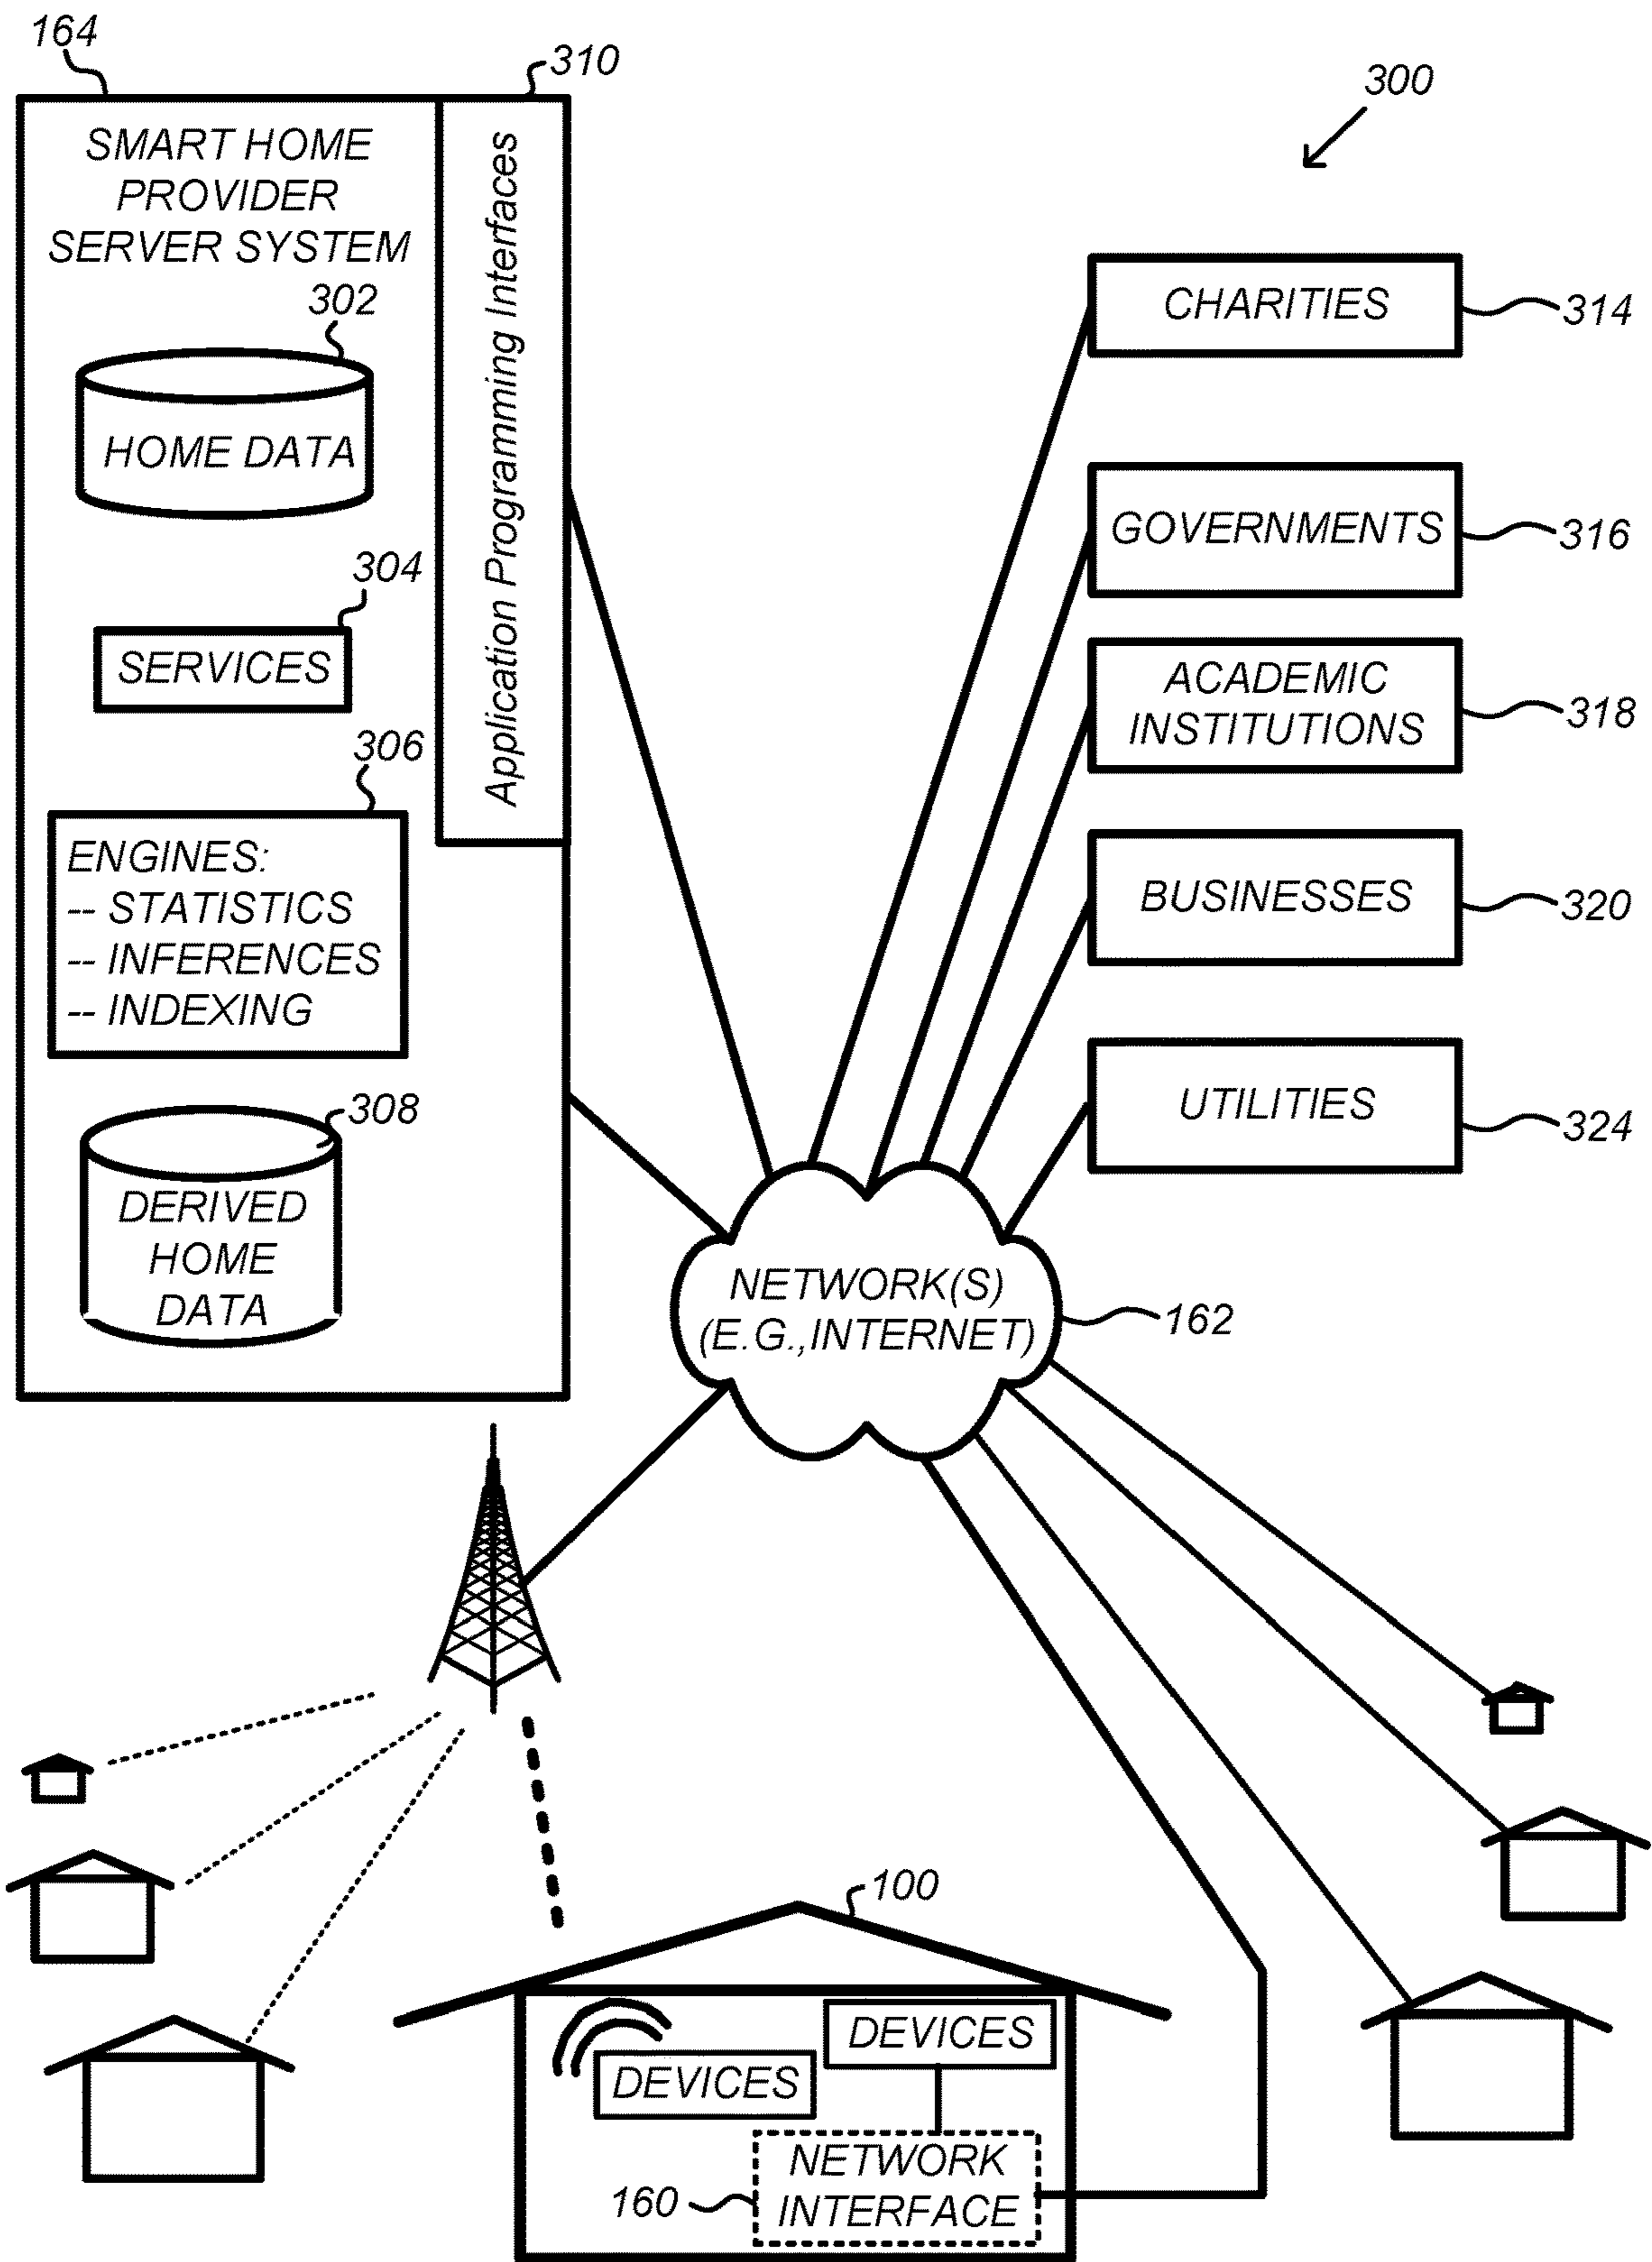 164
310
300
SMART HOME
PROVIDER
SERVER SYSTEM
Application Programming Interfaces
302
HOME DATA
304
SERVICES
306
ENGINES:
-- STATISTICS
-- INFERENCES
-- INDEXING
308
DERIVED
HOME
DATA
CHARITIES
314
GOVERNMENTS
316
ACADEMIC
INSTITUTIONS
318
BUSINESSES
320
UTILITIES
324
NETWORK(S)
(E.G.,INTERNET)
162
100
DEVICES
DEVICES
NETWORK
INTERFACE
160